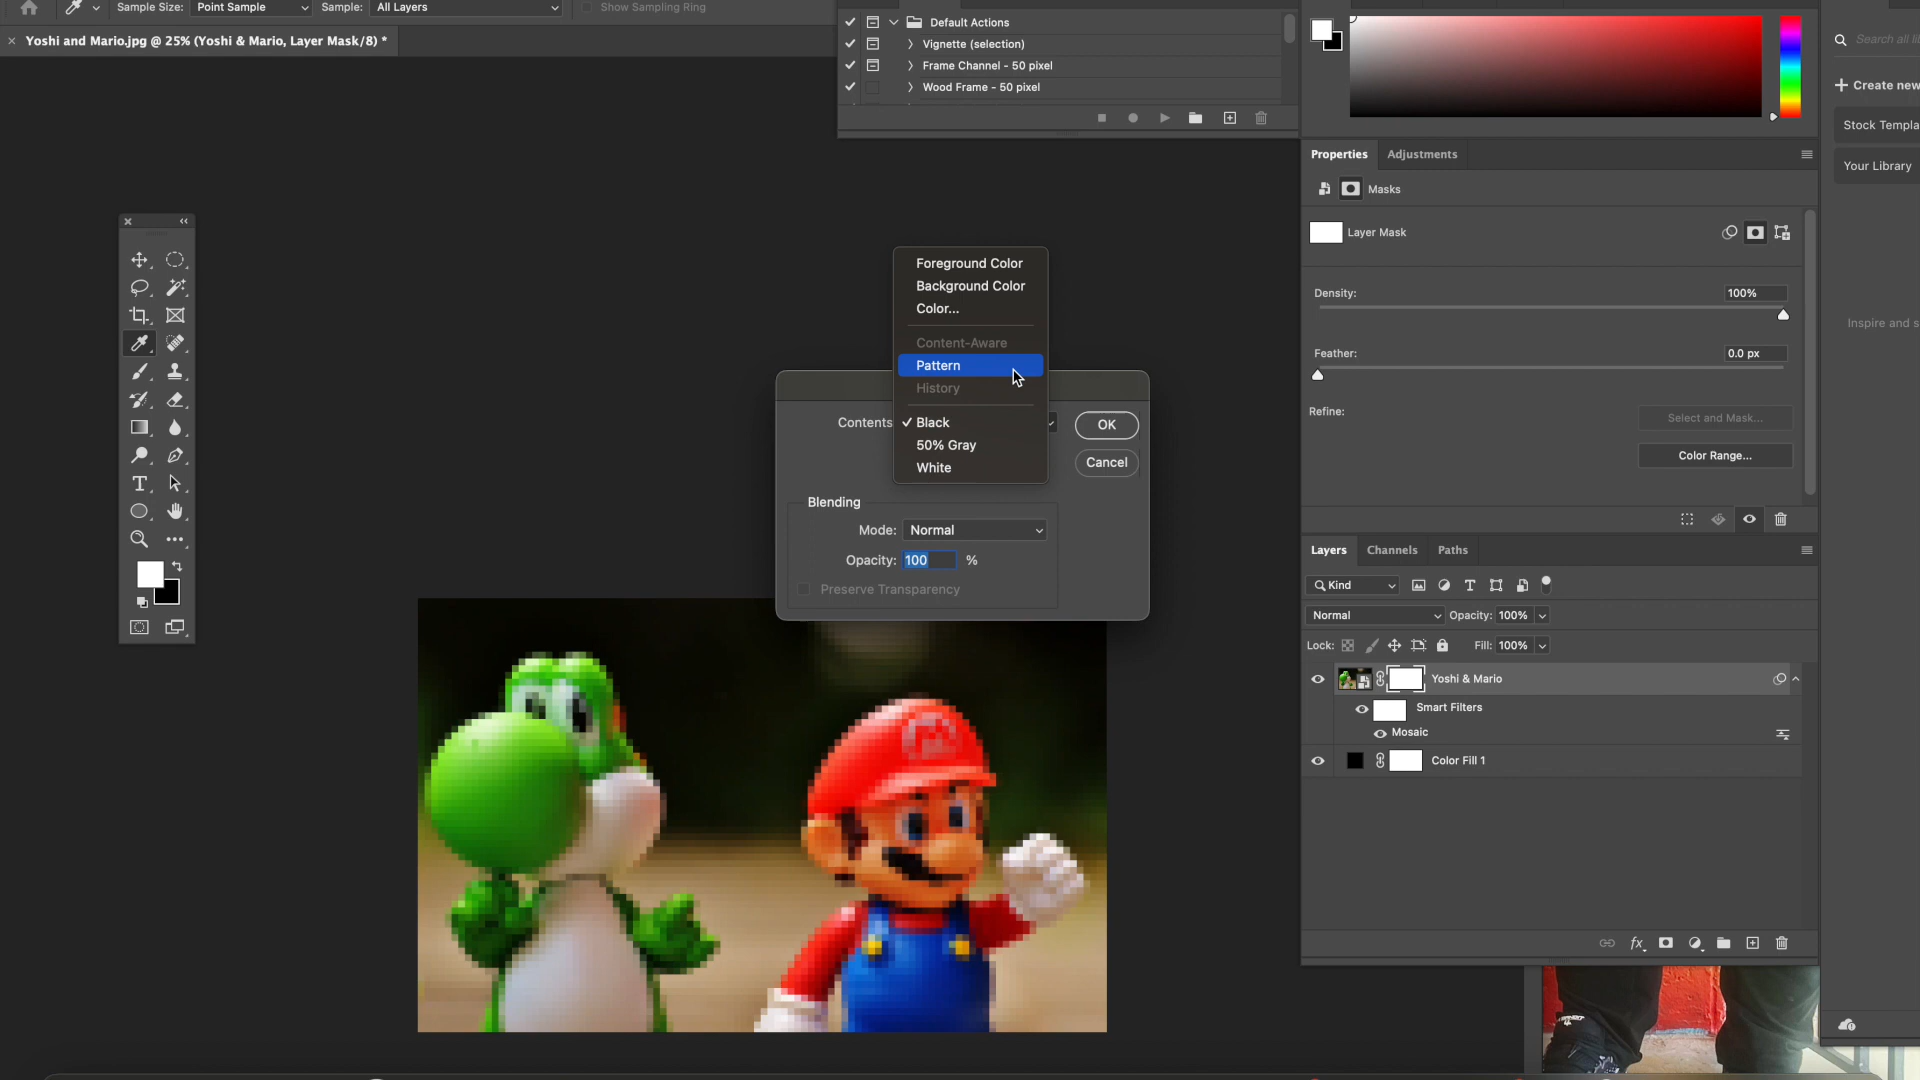 Sample Size: Point Sample Sample: All Layers Show Sampling Ring
Yoshi and Mario.jpg @ 25% (Yoshi & Mario, Layer Mask/8) *
Default Actions
Vignette (selection)
Frame Channel - 50 pixel
Wood Frame - 50 pixel
Search all
Create new
Stock Templa
Your Library
Inspire and s
Properties Adjustments
Masks
Layer Mask
Density: 100%
Feather: 0.0 px
Refine: Select and Mask...
Color Range...
Foreground Color
Background Color
Color...
Content-Aware
Pattern
History
Black
50% Gray
White
Contents
OK
Cancel
Blending
Mode: Normal
Opacity: 100 %
Preserve Transparency
T
M
Layers Channels Paths
Kind
Normal Opacity: 100%
Lock: Fill: 100%
Yoshi & Mario
Smart Filters
Mosaic
Color Fill 1
fx